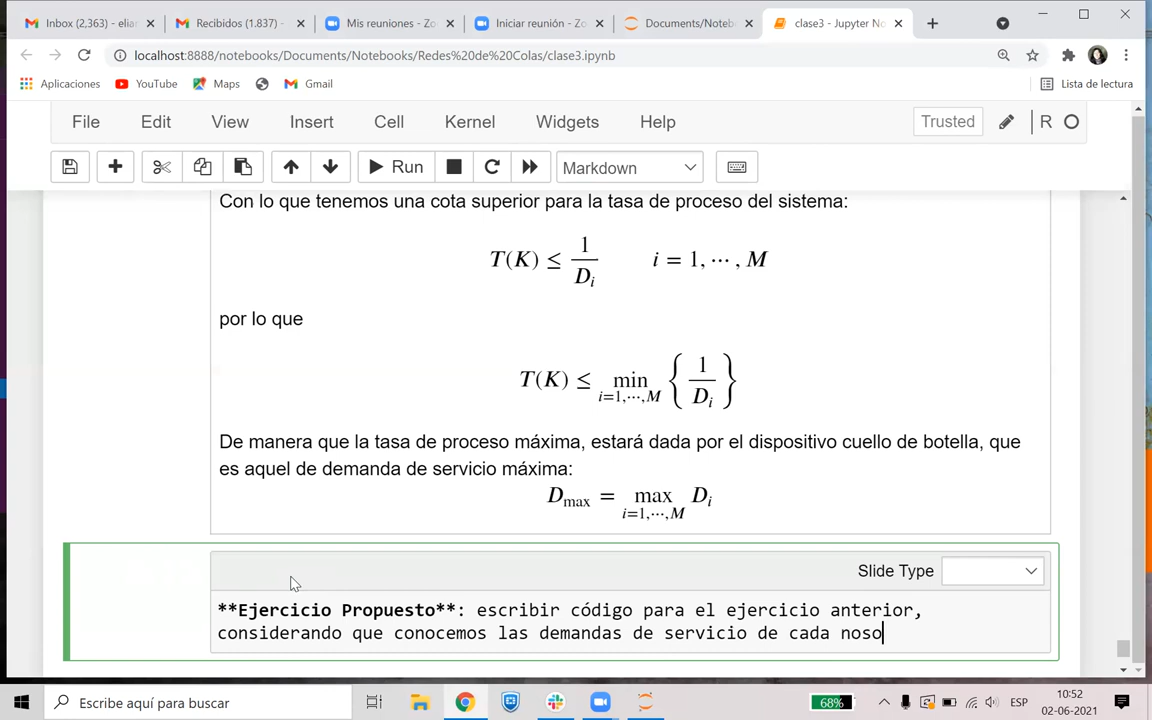 Inbox (2,363) - elia
Recibidos (1.837) -
Mis reuniones - Zo
Iniciar reunión - Zo
Documents/Noteb
clase3 - Jupyter No
localhost:8888/notebooks/Documents/Notebooks/Redes%20de%20Colas/clase3.ipynb
Aplicaciones
YouTube
Maps
Gmail
Lista de lectura
File Edit View Insert Cell Kernel Widgets Help
Trusted
R
Run
Markdown
Con lo que tenemos una cota superior para la tasa de proceso del sistema:
T(K) ≤ 1/D_i i = 1, ⋯ , M
por lo que
T(K) ≤ min_{i=1,⋯,M} { 1/D_i }
De manera que la tasa de proceso máxima, estará dada por el dispositivo cuello de botella, que
es aquel de demanda de servicio máxima:
D_max = max_{i=1,⋯,M} D_i
Slide Type
**Ejercicio Propuesto**: escribir código para el ejercicio anterior,
considerando que conocemos las demandas de servicio de cada noso
Escribe aquí para buscar
68%
ESP
10:52
02-06-2021